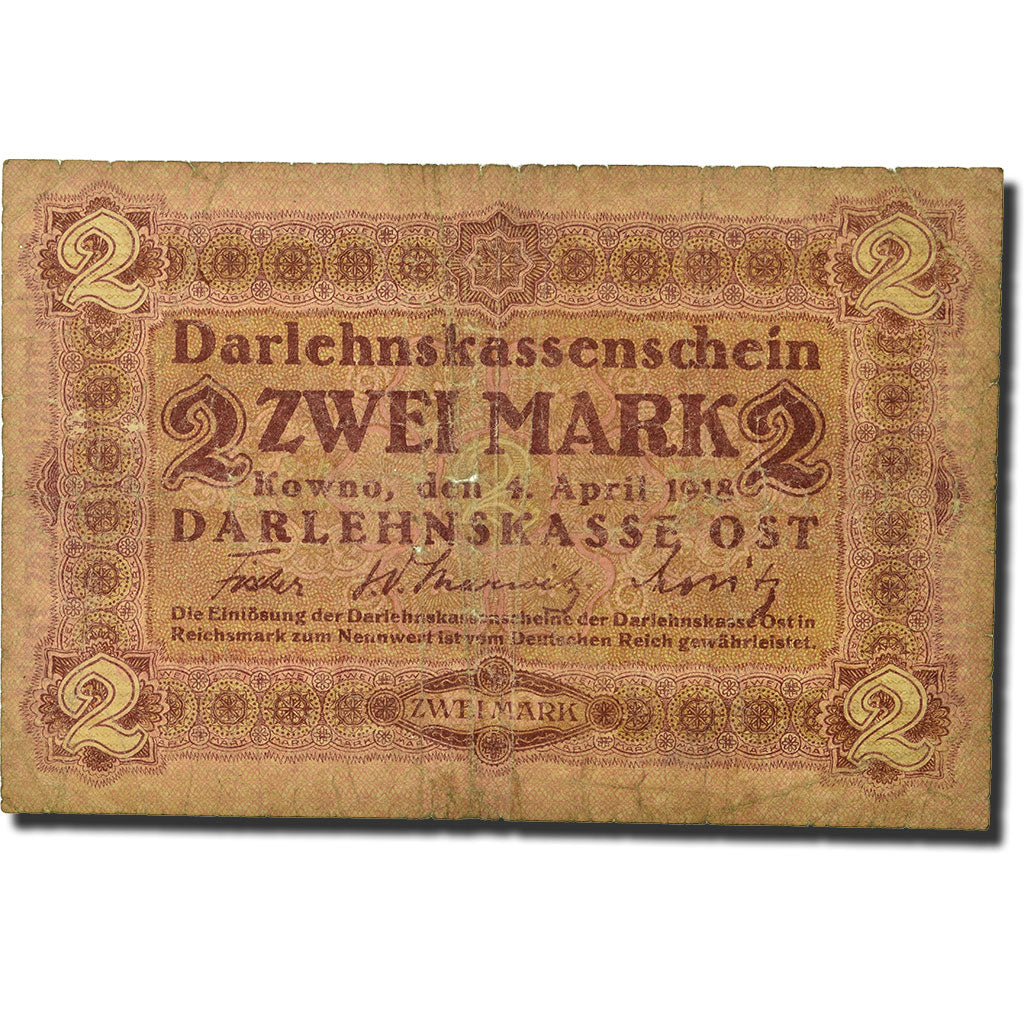 2 2
Darlehnskassenschein
2 ZWEI MARK 2
Kowno, den 4. April 1918
DARLEHNSKASSE OST
Fischer
Die Einlösung der Darlehnskassenscheine der Darlehnskasse Ost in
Reichsmark zum Nennwert ist vom Deutschen Reich gewährleistet.
2 ZWEI MARK 2